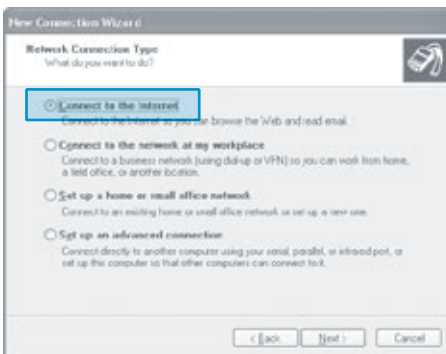 New Connection Wizard
Network Connection Type
What do you want to do?
Connect to the Internet
Connect to the Internet so you can browse the Web and read email.
Connect to the network at my workplace
Connect to a business network (using dial-up or VPN) so you can work from home,
a field office, or another location.
Set up a home or small office network
Connect to an existing home or small office network or set up a new one.
Set up an advanced connection
Connect directly to another computer using your serial, parallel, or infrared port, or
set up this computer so that other computers can connect to it.
< Back Next > Cancel